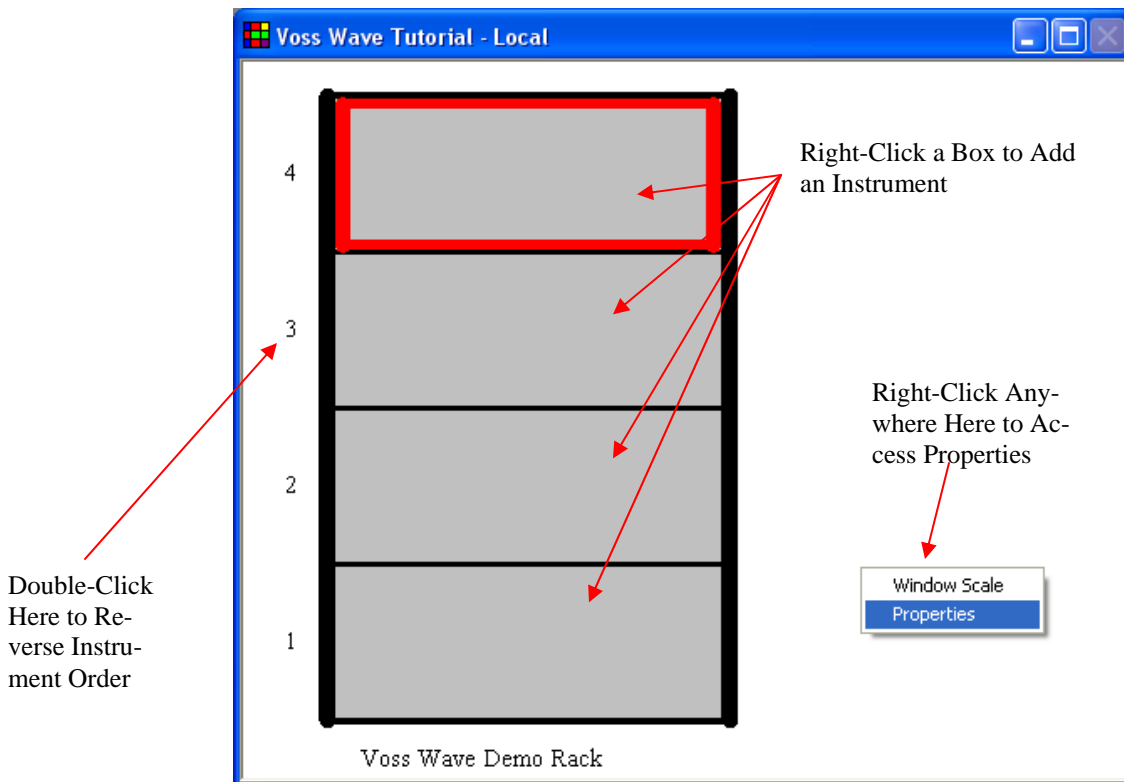 Voss Wave Tutorial - Local
4
Right-Click a Box to Add
an Instrument
3
Right-Click Any-
where Here to Ac-
cess Properties
2
Window Scale
Properties
Double-Click
Here to Re-
verse Instru-
ment Order
1
Voss Wave Demo Rack